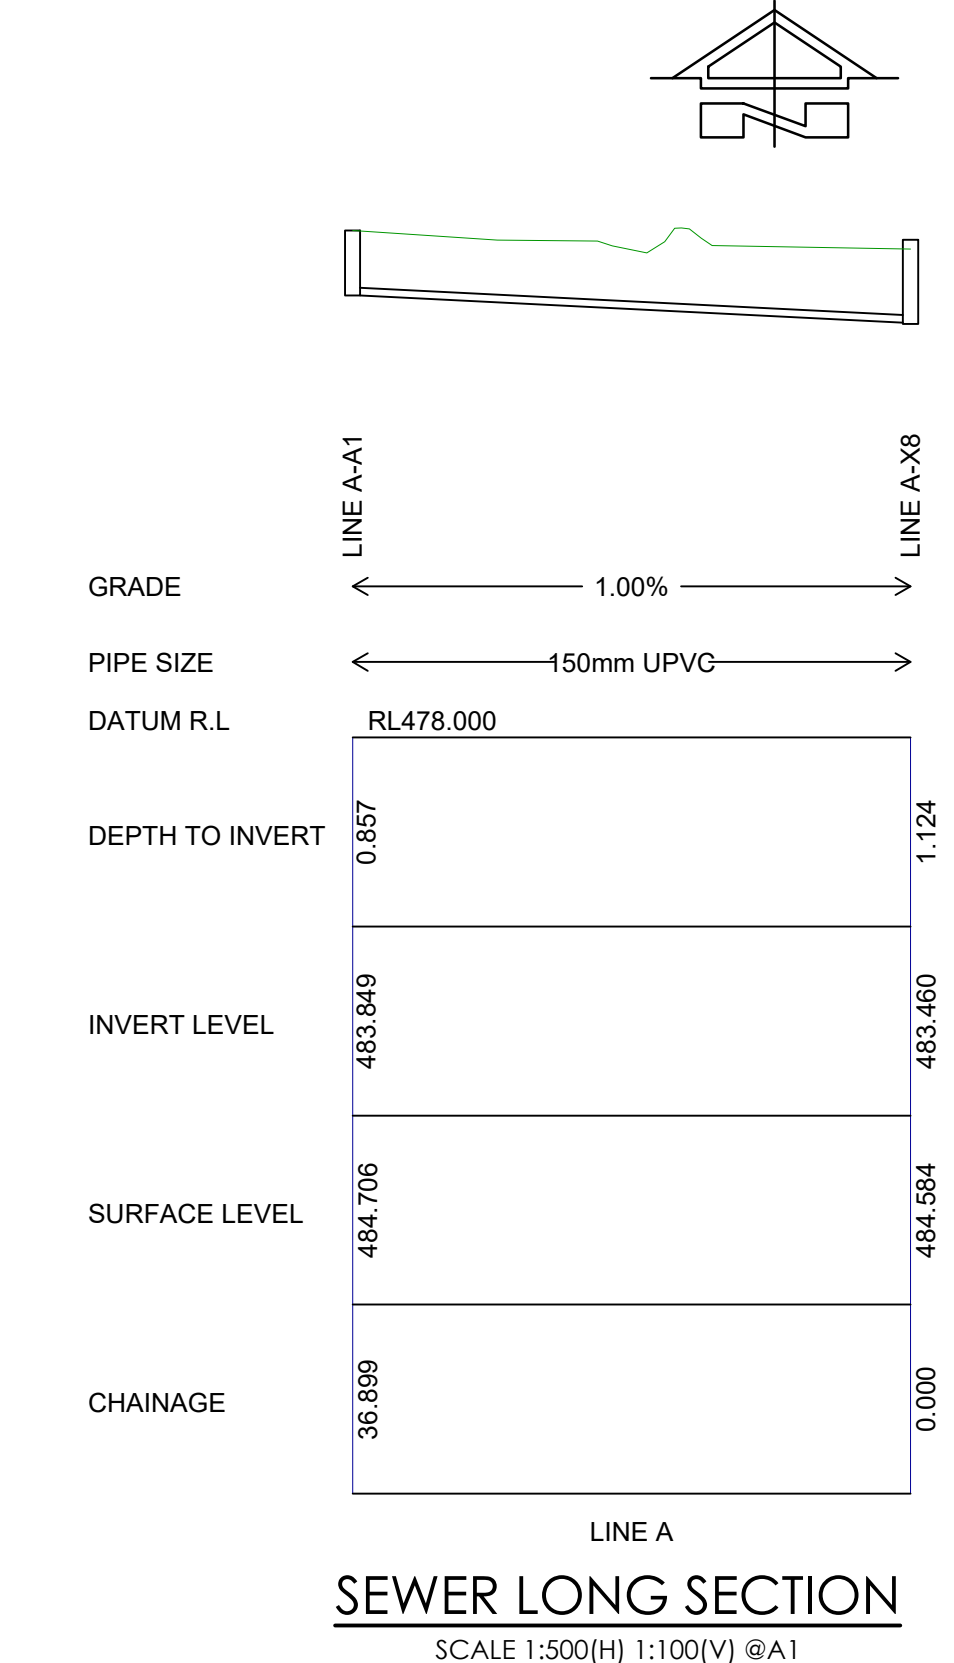 LINE A-A1
LINE A-X8
GRADE 1.00%
PIPE SIZE 150mm UPVC
DATUM R.L RL478.000
DEPTH TO INVERT 0.857 1.124
INVERT LEVEL 483.849 483.460
SURFACE LEVEL 484.706 484.584
CHAINAGE 36.899 0.000
LINE A
SEWER LONG SECTION
SCALE 1:500(H) 1:100(V) @A1